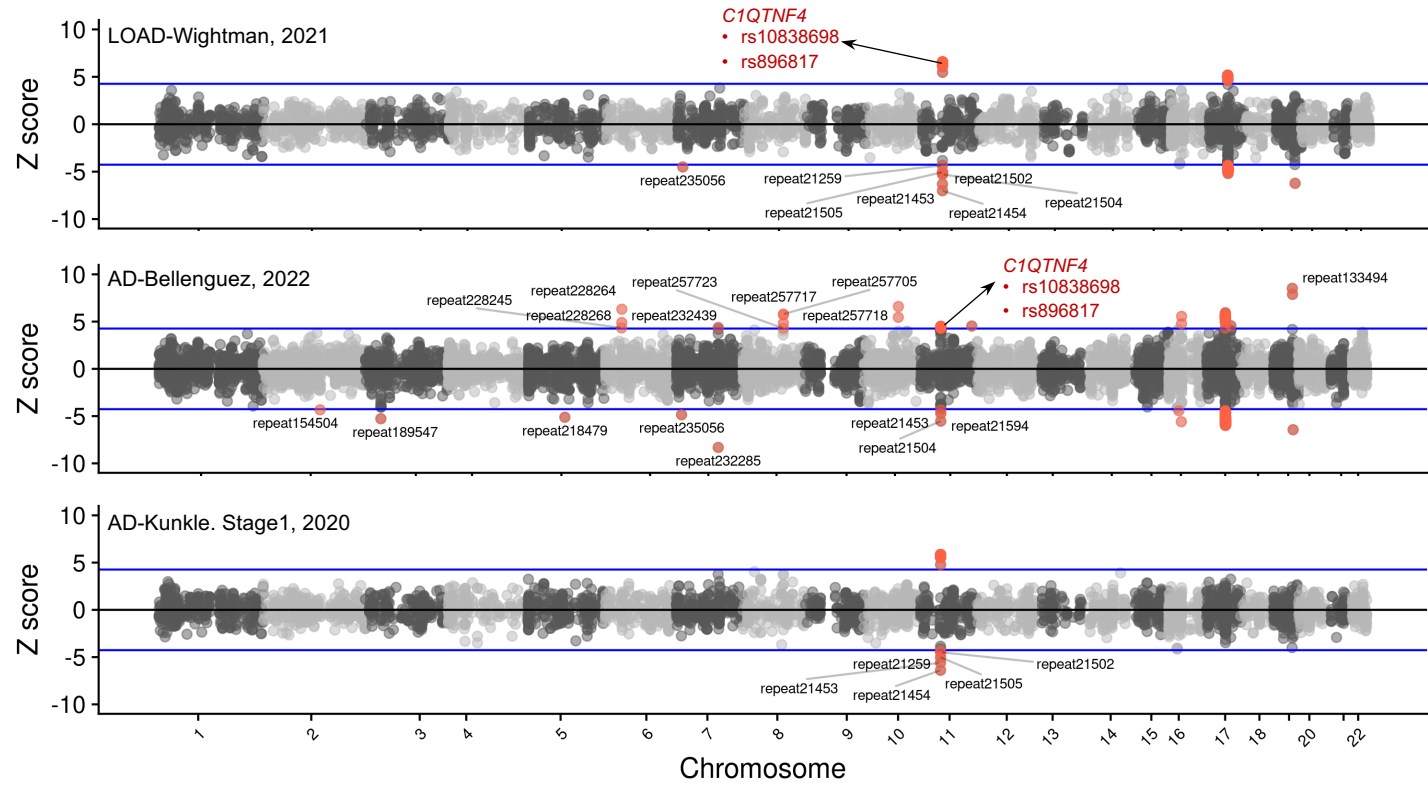 C1QTNF4
• rs10838698
• rs896817
LOAD-Wightman, 2021
Z score
10
5
0
-5
-10
repeat235056
repeat21259
repeat21502
repeat21453
repeat21504
repeat21505
repeat21454
C1QTNF4
• rs10838698
• rs896817
AD-Bellenguez, 2022
Z score
10
5
0
-5
-10
repeat228245
repeat228264
repeat228268
repeat257723
repeat232439
repeat257717
repeat257705
repeat257718
repeat133494
repeat154504
repeat189547
repeat218479
repeat235056
repeat232285
repeat21453
repeat21594
repeat21504
AD-Kunkle. Stage1, 2020
Z score
10
5
0
-5
-10
repeat21259
repeat21502
repeat21453
repeat21505
repeat21454
1 2 3 4 5 6 7 8 9 10 11 12 13 14 15 16 17 18 20 22
Chromosome